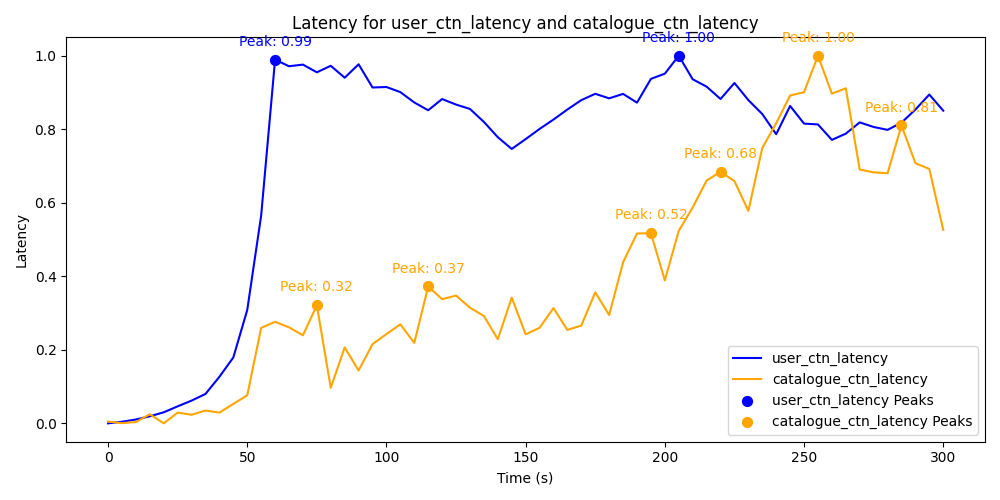 Latency for user_ctn_latency and catalogue_ctn_latency
Peak: 0.99
Peak: 1.00
Peak: 1.00
Peak: 0.81
Peak: 0.68
Peak: 0.52
Peak: 0.37
Peak: 0.32
Latency
1.0
0.8
0.6
0.4
0.2
0.0
0
50
100
150
200
250
300
Time (s)
user_ctn_latency
catalogue_ctn_latency
user_ctn_latency Peaks
catalogue_ctn_latency Peaks